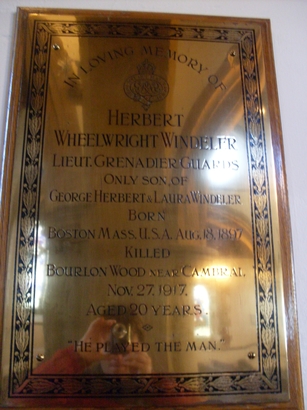 IN LOVING MEMORY OF
HERBERT
WHEELWRIGHT WINDELER
LIEUT. GRENADIER GUARDS
ONLY SON OF
GEORGE HERBERT & LAURA WINDELER
BORN
BOSTON MASS. U.S.A. AUG. 18, 1897
KILLED
BOURLON WOOD NEAR CAMBRAI
NOV. 27. 1917.
AGED 20 YEARS.
"HE PLAYED THE MAN."